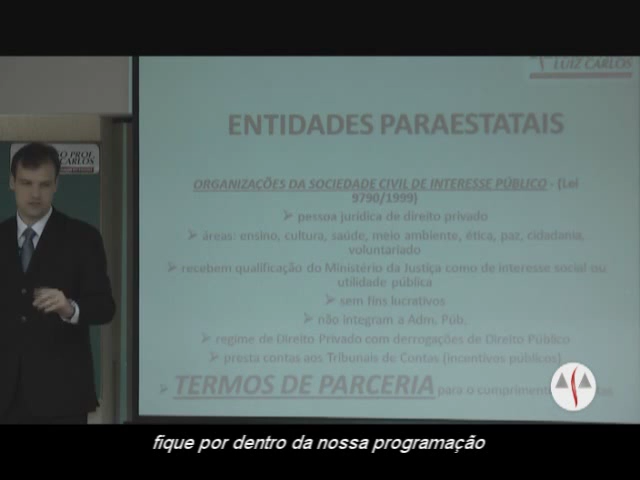 LUIZ CARLOS
ENTIDADES PARAESTATAIS
O PROF.
CARLOS
ORGANIZAÇÕES DA SOCIEDADE CIVIL DE INTERESSE PÚBLICO - (Lei
9790/1999)
➢ pessoa jurídica de direito privado
➢ áreas: ensino, cultura, saúde, meio ambiente, ética, paz, cidadania,
voluntariado
➢ recebem qualificação do Ministério da Justiça como de interesse social ou
utilidade pública
➢ sem fins lucrativos
➢ não integram a Adm. Púb.
➢ regime de Direito Privado com derrogações de Direito Público
➢ presta contas aos Tribunais de Contas (incentivos públicos)
➢ TERMOS DE PARCERIA para o
fique por dentro da nossa programação